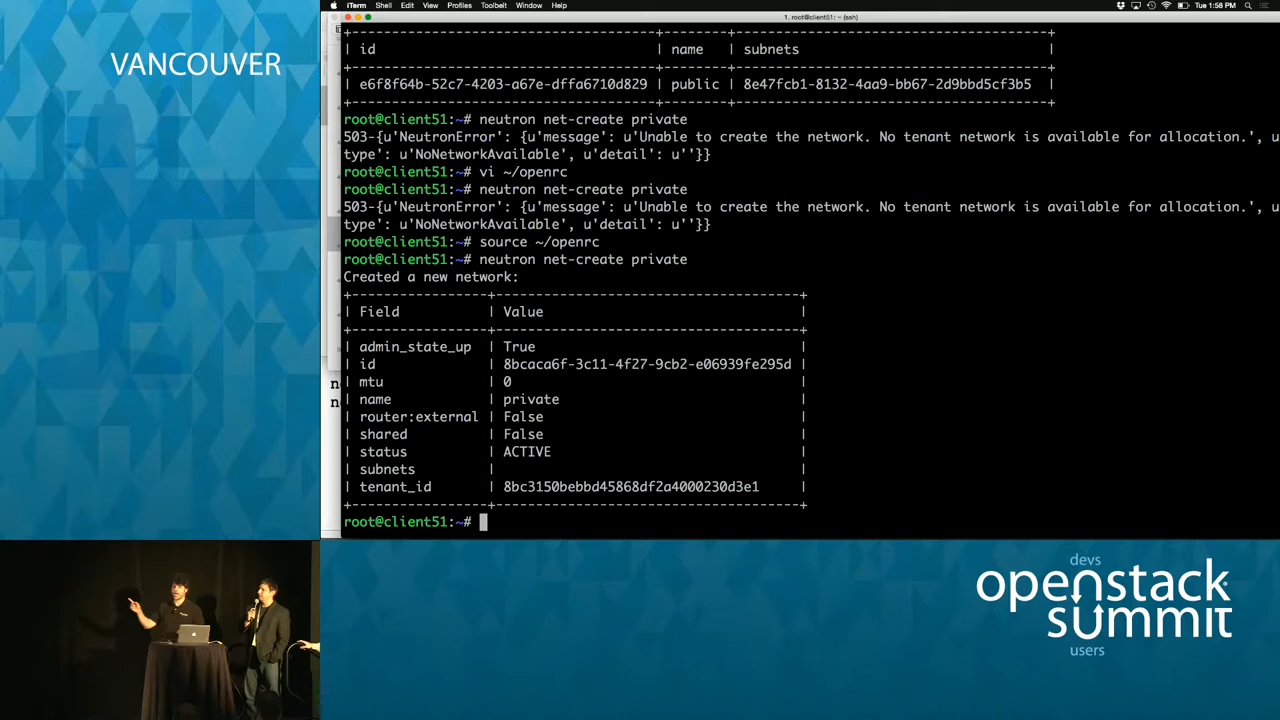 iTerm Shell Edit View Profiles Toolbelt Window Help Tue 1:58 PM
1. root@client51: ~ (ssh)
VANCOUVER
| id | name | subnets
| e6f8f64b-52c7-4203-a67e-dffa6710d829 | public | 8e47fcb1-8132-4aa9-bb67-2d9bbd5cf3b5 |
root@client51:~# neutron net-create private
503-{u'NeutronError': {u'message': u'Unable to create the network. No tenant network is available for allocation.', u
type': u'NoNetworkAvailable', u'detail': u''}}
root@client51:~# vi ~/openrc
root@client51:~# neutron net-create private
503-{u'NeutronError': {u'message': u'Unable to create the network. No tenant network is available for allocation.', u
type': u'NoNetworkAvailable', u'detail': u''}}
root@client51:~# source ~/openrc
root@client51:~# neutron net-create private
Created a new network:
+-----------------+--------------------------------------+
| Field | Value |
+-----------------+--------------------------------------+
| admin_state_up | True |
| id | 8bcaca6f-3c11-4f27-9cb2-e06939fe295d |
| mtu | 0 |
| name | private |
| router:external | False |
| shared | False |
| status | ACTIVE |
| subnets | |
| tenant_id | 8bc3150bebbd45868df2a4000230d3e1 |
+-----------------+--------------------------------------+
root@client51:~#
devs
openstack
summit
users